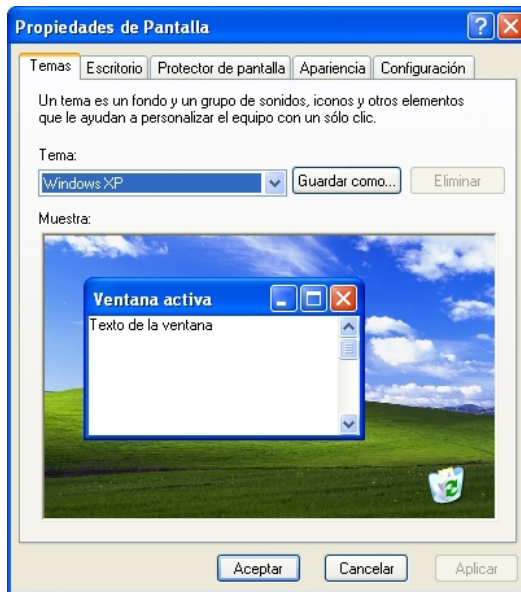 Propiedades de Pantalla
Temas Escritorio Protector de pantalla Apariencia Configuración
Un tema es un fondo y un grupo de sonidos, iconos y otros elementos
que le ayudan a personalizar el equipo con un sólo clic.
Tema:
Windows XP Guardar como... Eliminar
Muestra:
Ventana activa
Texto de la ventana
Aceptar Cancelar Aplicar